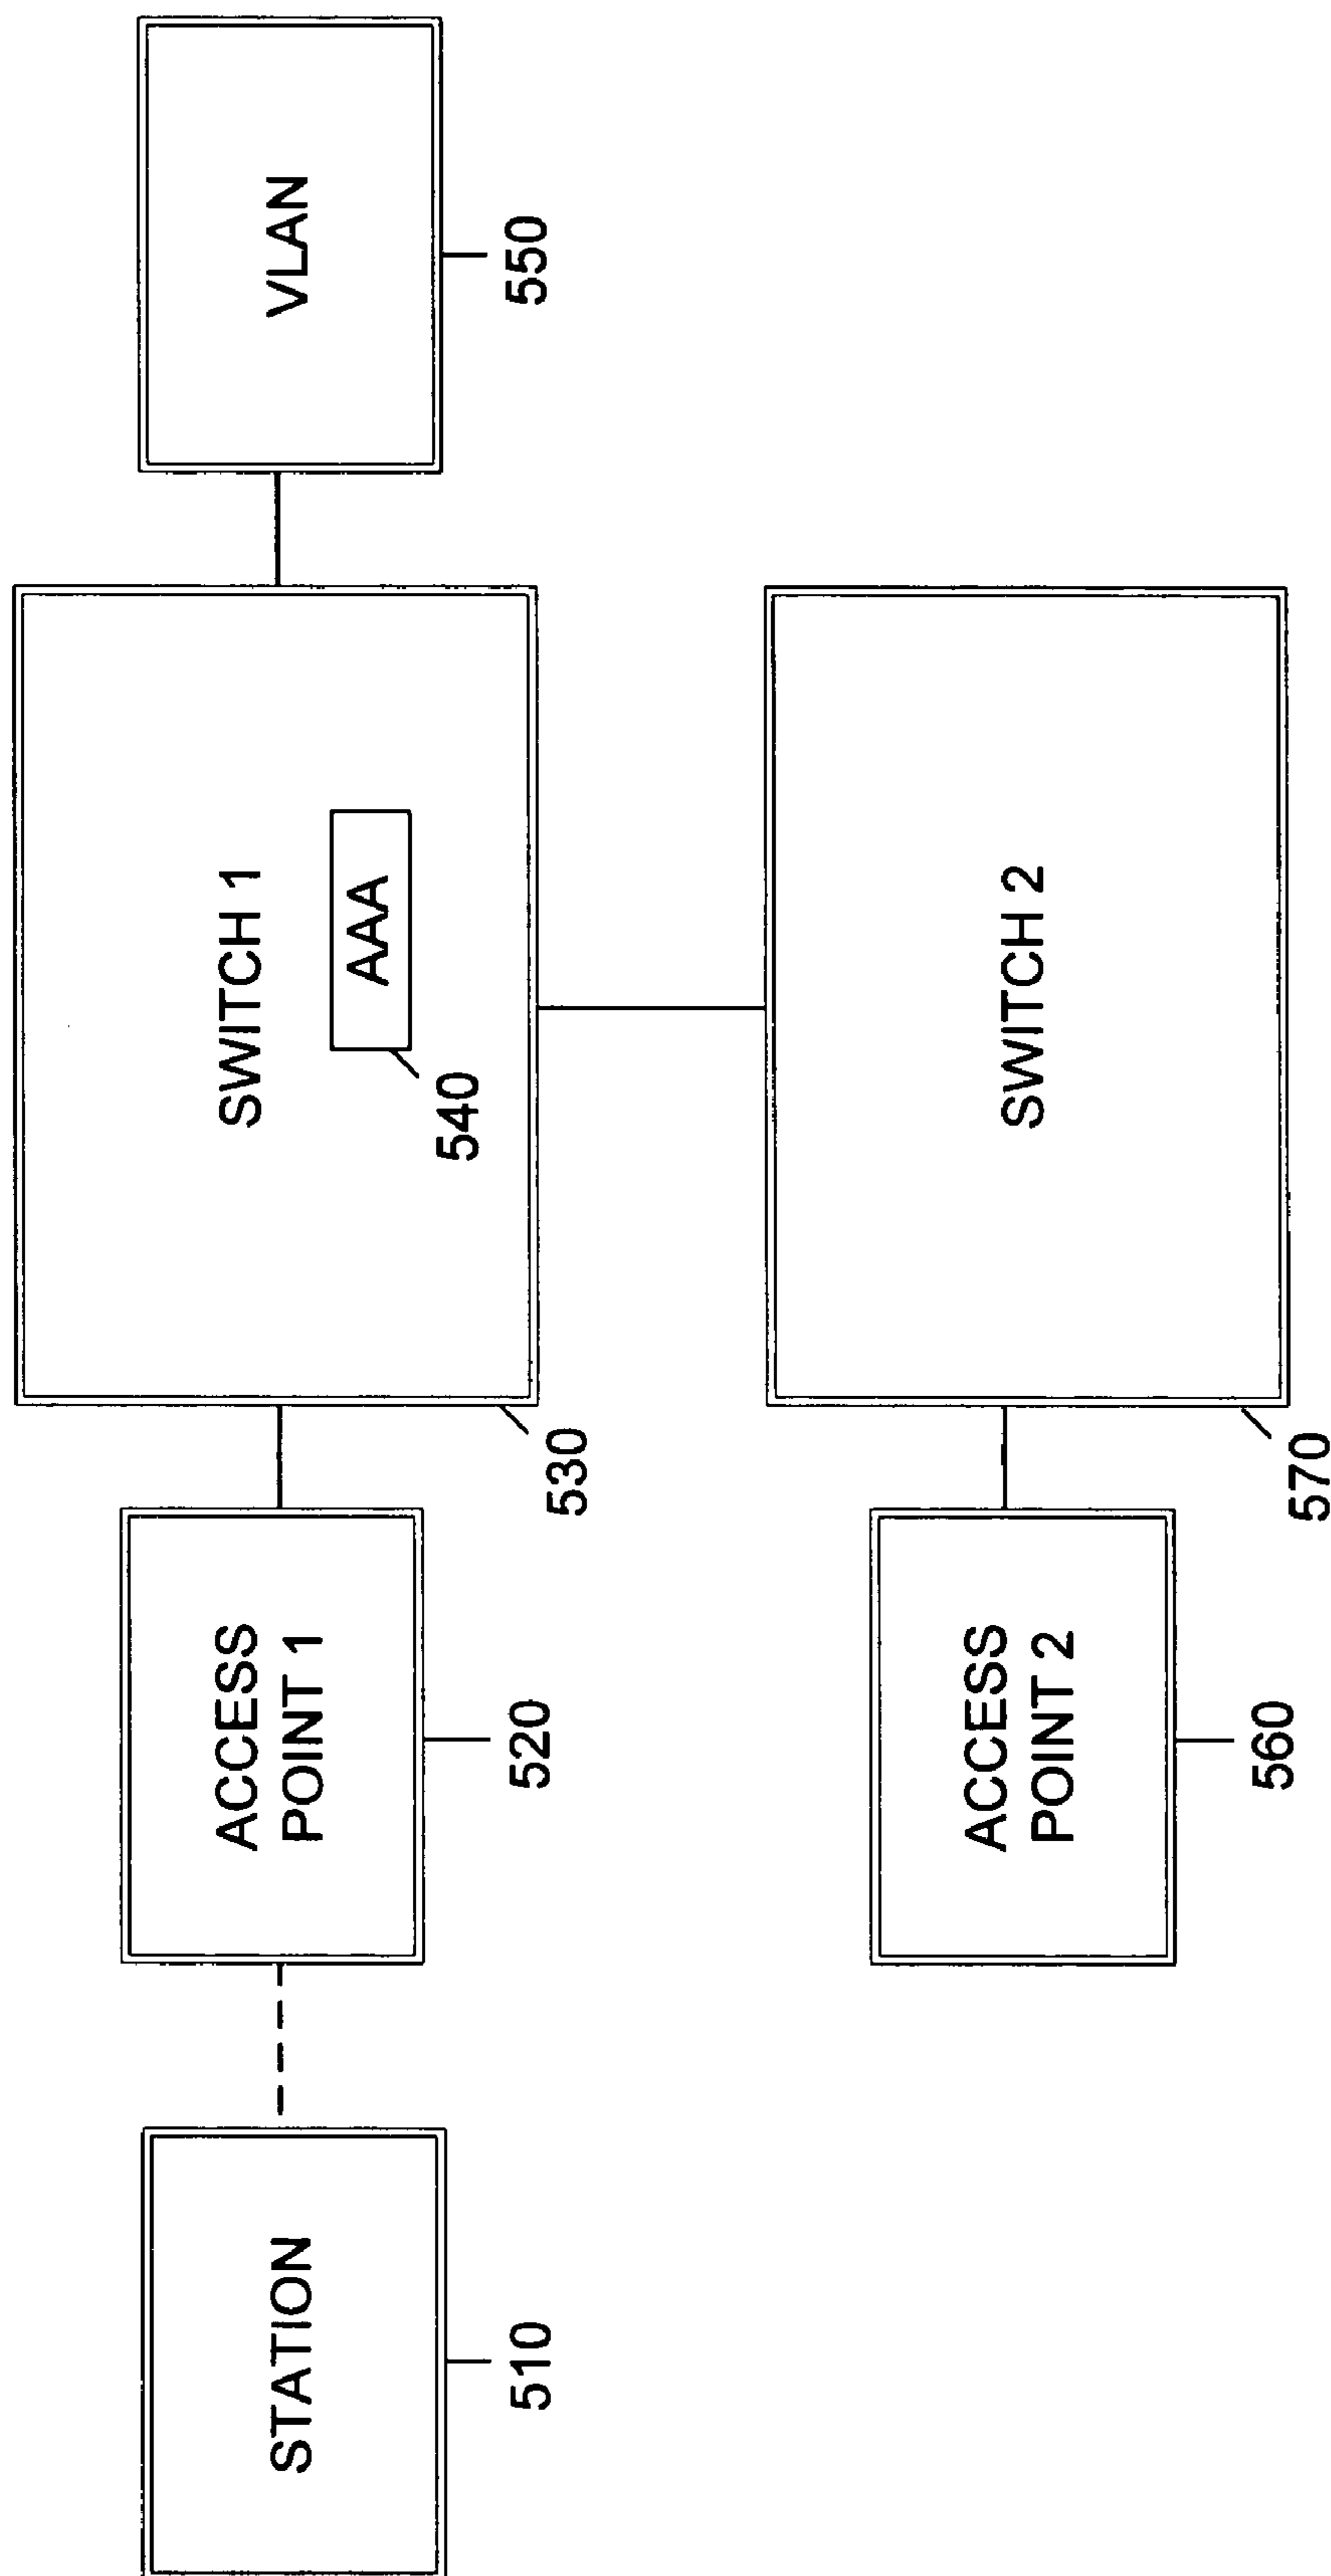 STATION
510
ACCESS
POINT 1
520
SWITCH 1
AAA
540
530
VLAN
550
ACCESS
POINT 2
560
SWITCH 2
570